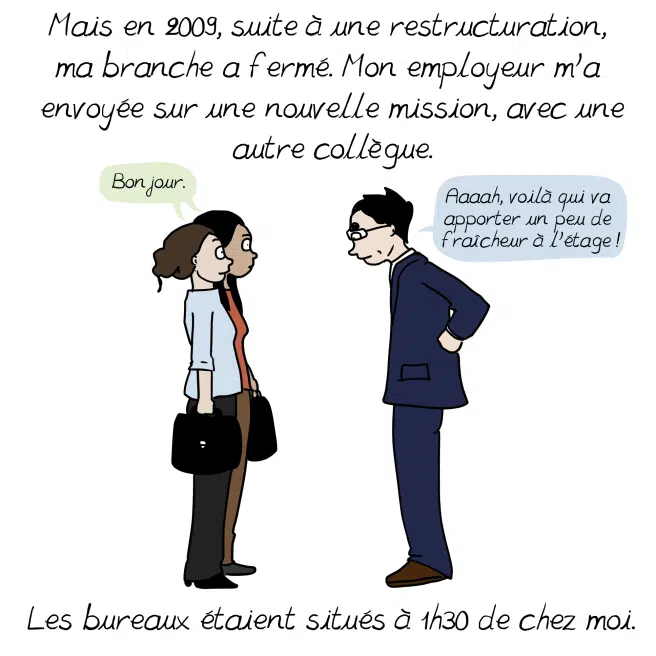 Mais en 2009, suite à une restructuration,
ma branche a fermé. Mon employeur m'a
envoyée sur une nouvelle mission, avec une
autre collègue.
Bonjour.
Aaaah, voilà qui va
apporter un peu de
fraîcheur à l'étage !
Les bureaux étaient situés à 1h30 de chez moi.